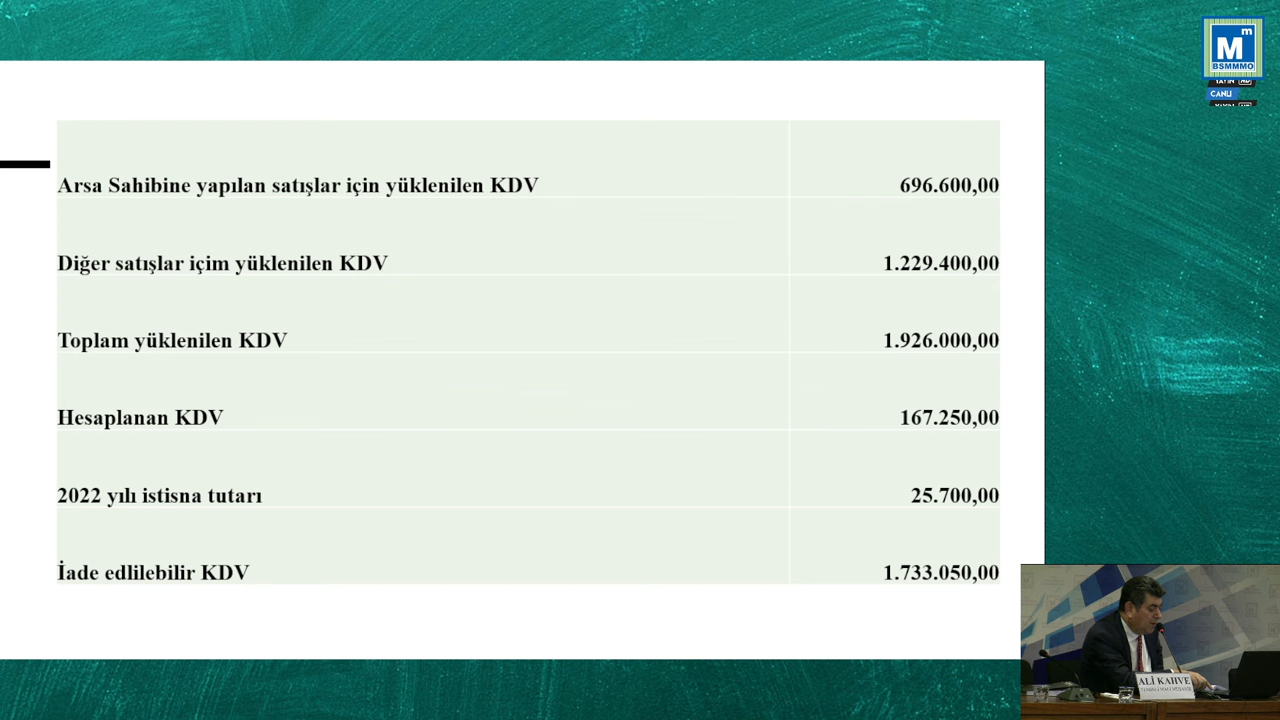 m
M
BSMMMO
YAYIN HD
CANLI
Arsa Sahibine yapılan satışlar için yüklenilen KDV 696.600,00
Diğer satışlar içim yüklenilen KDV 1.229.400,00
Toplam yüklenilen KDV 1.926.000,00
Hesaplanan KDV 167.250,00
2022 yılı istisna tutarı 25.700,00
İade edlilebilir KDV 1.733.050,00
ALİ KAHVE